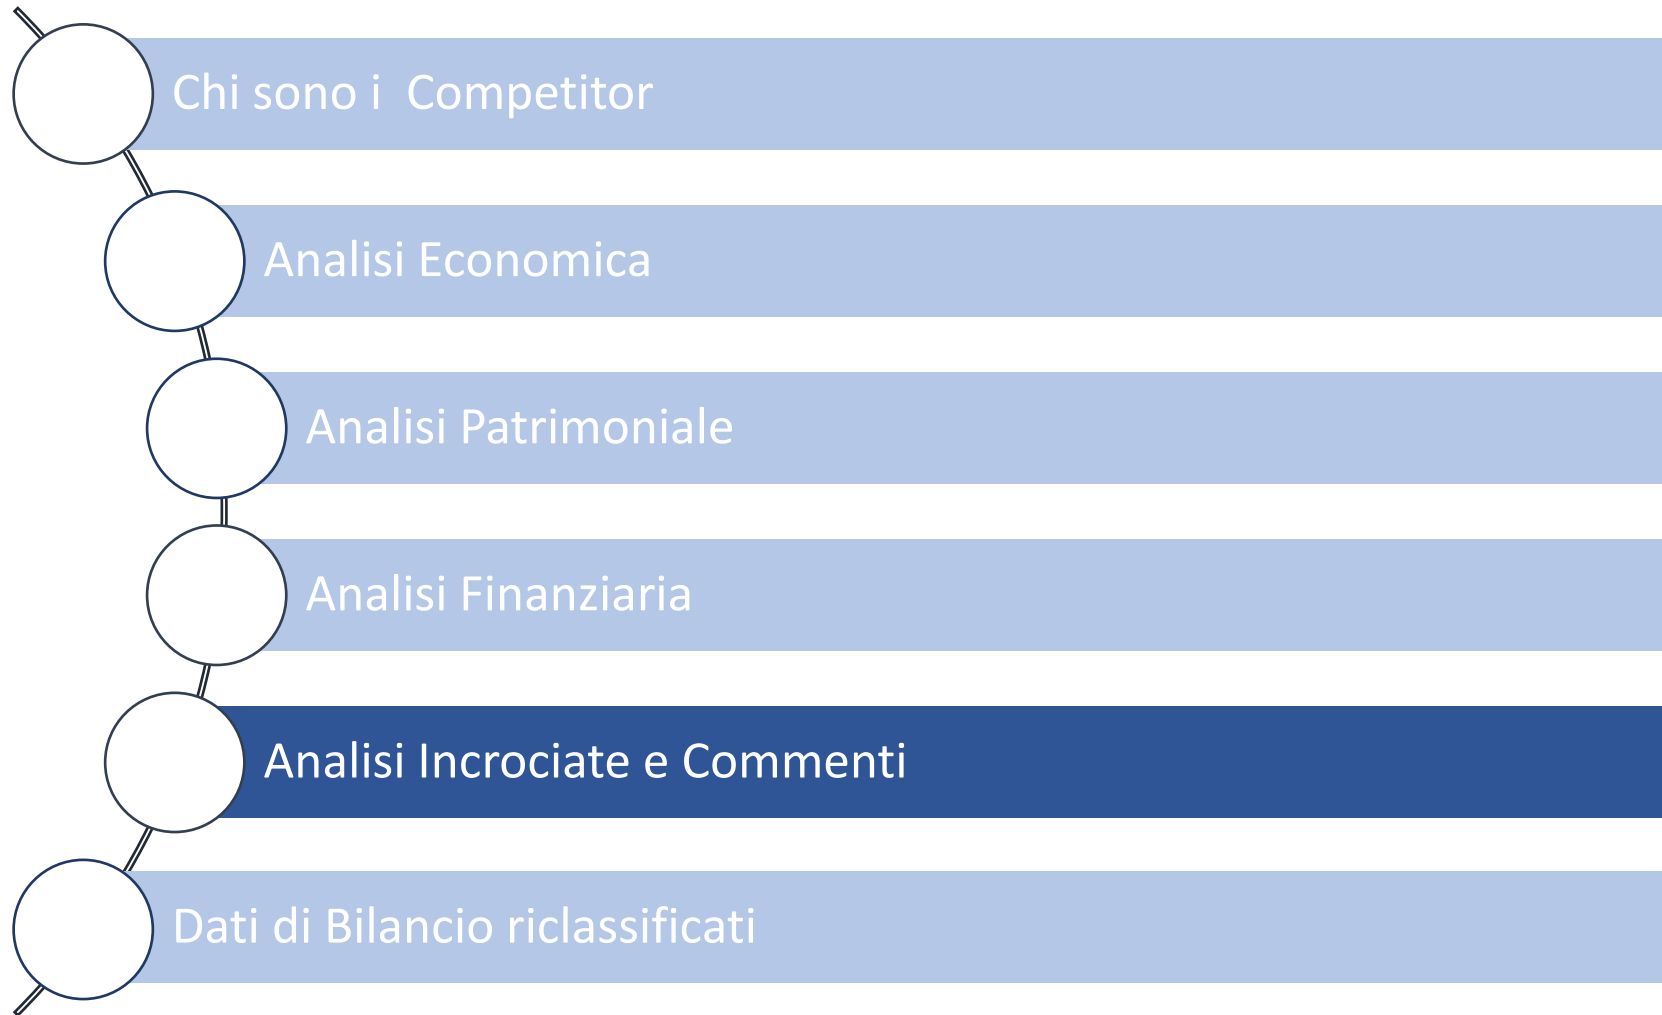 Chi sono i  Competitor
Analisi Economica
Analisi Patrimoniale
Analisi Finanziaria
Analisi Incrociate e Commenti
Dati di Bilancio riclassificati